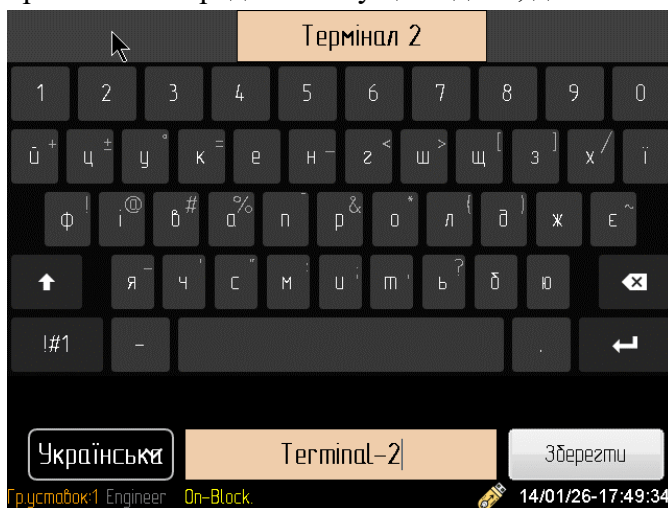 Термінал 2
1 2 3 4 5 6 7 8 9 0
й + ц ± у ° к = е н — г < ш > щ [ з ] х / ї
ф ! і @ в # а % п р & о * л { д ) ж є ~
я ¯ ч ' с " м : и ; т ' ь ? б ю
!#1 - .
Українська Terminal-2 Зберегти
Гр.установок:1 Engineer On-Block. 14/01/26-17:49:34